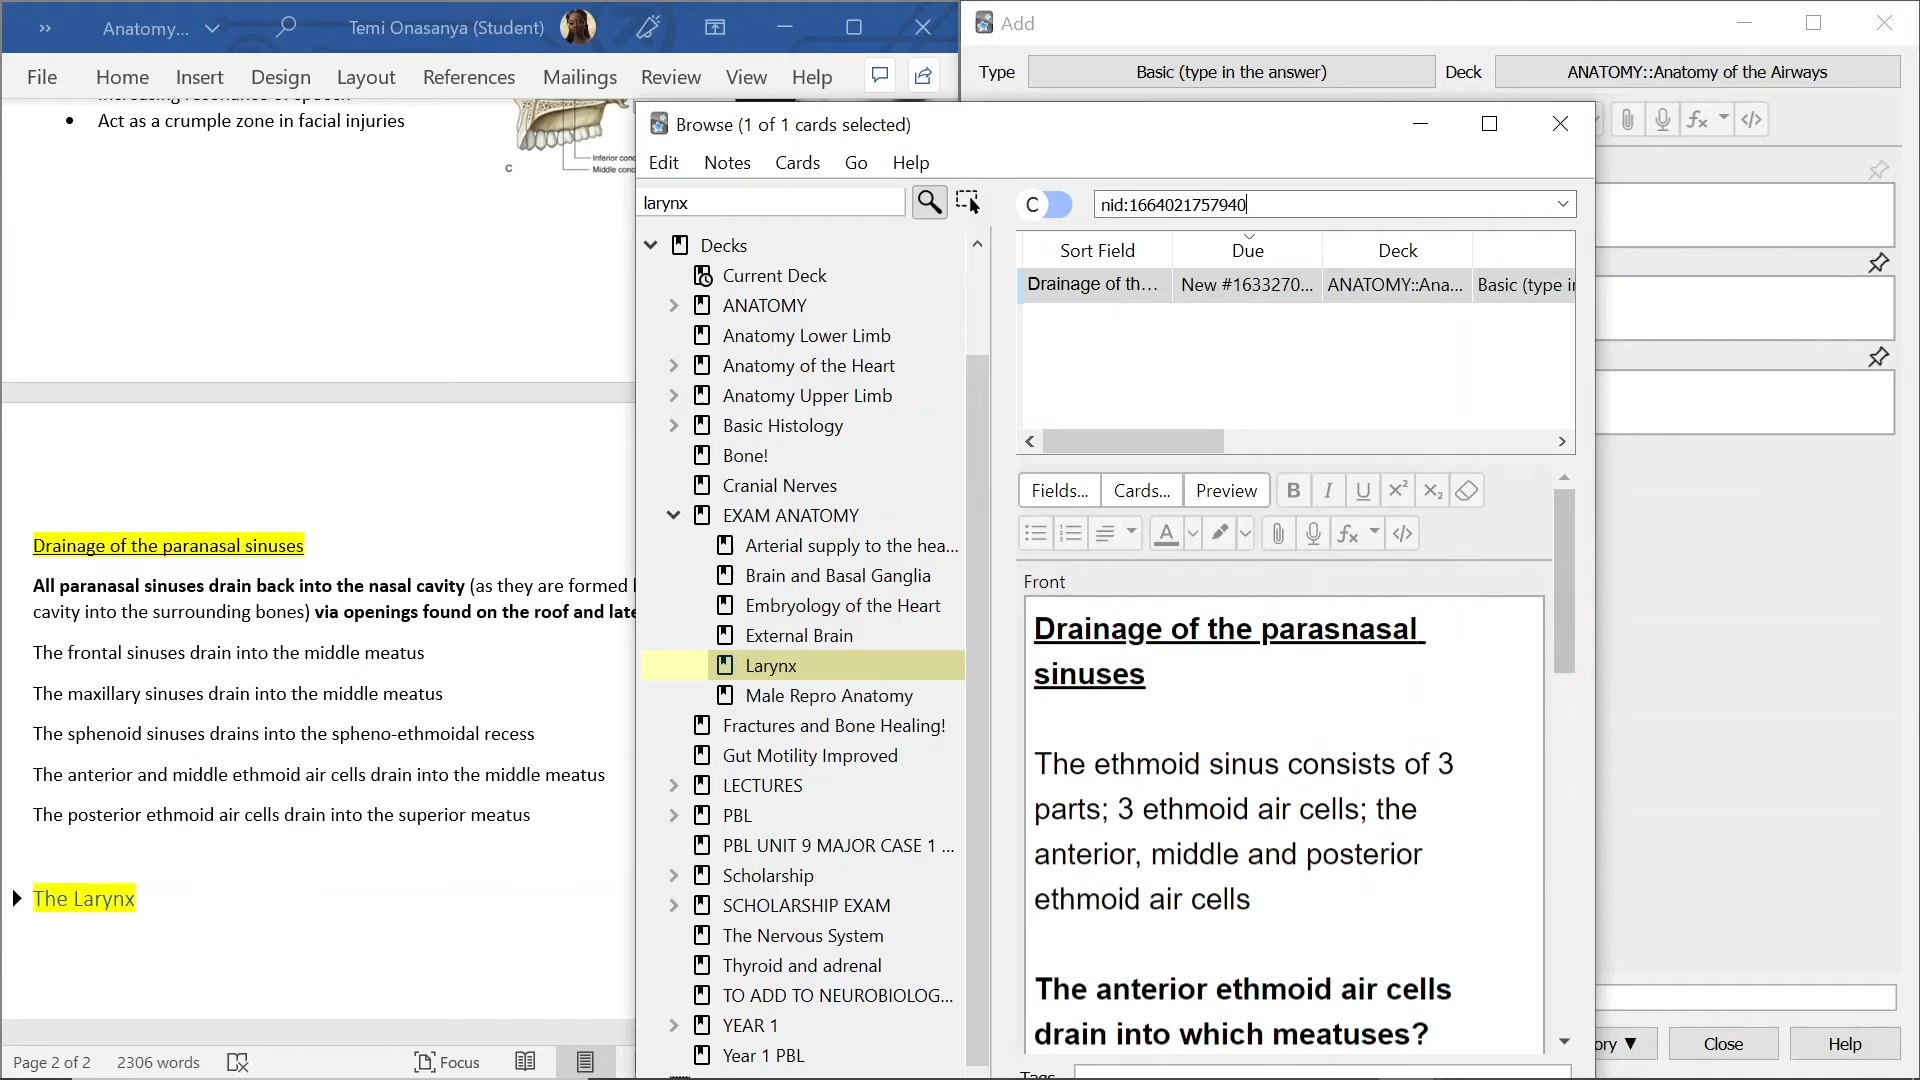 Anatomy...
Temi Onasanya (Student)
File Home Insert Design Layout References Mailings Review View Help
Act as a crumple zone in facial injuries
C
Drainage of the paranasal sinuses
All paranasal sinuses drain back into the nasal cavity (as they are formed
cavity into the surrounding bones) via openings found on the roof and
The frontal sinuses drain into the middle meatus
The maxillary sinuses drain into the middle meatus
The sphenoid sinuses drains into the spheno-ethmoidal recess
The anterior and middle ethmoid air cells drain into the middle meatus
The posterior ethmoid air cells drain into the superior meatus
The Larynx
Page 2 of 2 2306 words Focus
Add
Type Basic (type in the answer) Deck ANATOMY::Anatomy of the Airways
Browse (1 of 1 cards selected)
Edit Notes Cards Go Help
larynx
Decks
Current Deck
ANATOMY
Anatomy Lower Limb
Anatomy of the Heart
Anatomy Upper Limb
Basic Histology
Bone!
Cranial Nerves
EXAM ANATOMY
Arterial supply to the hea...
Brain and Basal Ganglia
Embryology of the Heart
External Brain
Larynx
Male Repro Anatomy
Fractures and Bone Healing!
Gut Motility Improved
LECTURES
PBL
PBL UNIT 9 MAJOR CASE 1 ...
Scholarship
SCHOLARSHIP EXAM
The Nervous System
Thyroid and adrenal
TO ADD TO NEUROBIOLOG...
YEAR 1
Year 1 PBL
C nid:1664021757940
Sort Field Due Deck
Drainage of th... New #1633270... ANATOMY::Ana... Basic (type in
Fields... Cards... Preview B I U X² X₂
A fx
Front
Drainage of the parasnasal
sinuses
The ethmoid sinus consists of 3
parts; 3 ethmoid air cells; the
anterior, middle and posterior
ethmoid air cells
The anterior ethmoid air cells
drain into which meatuses?
fx
Close Help